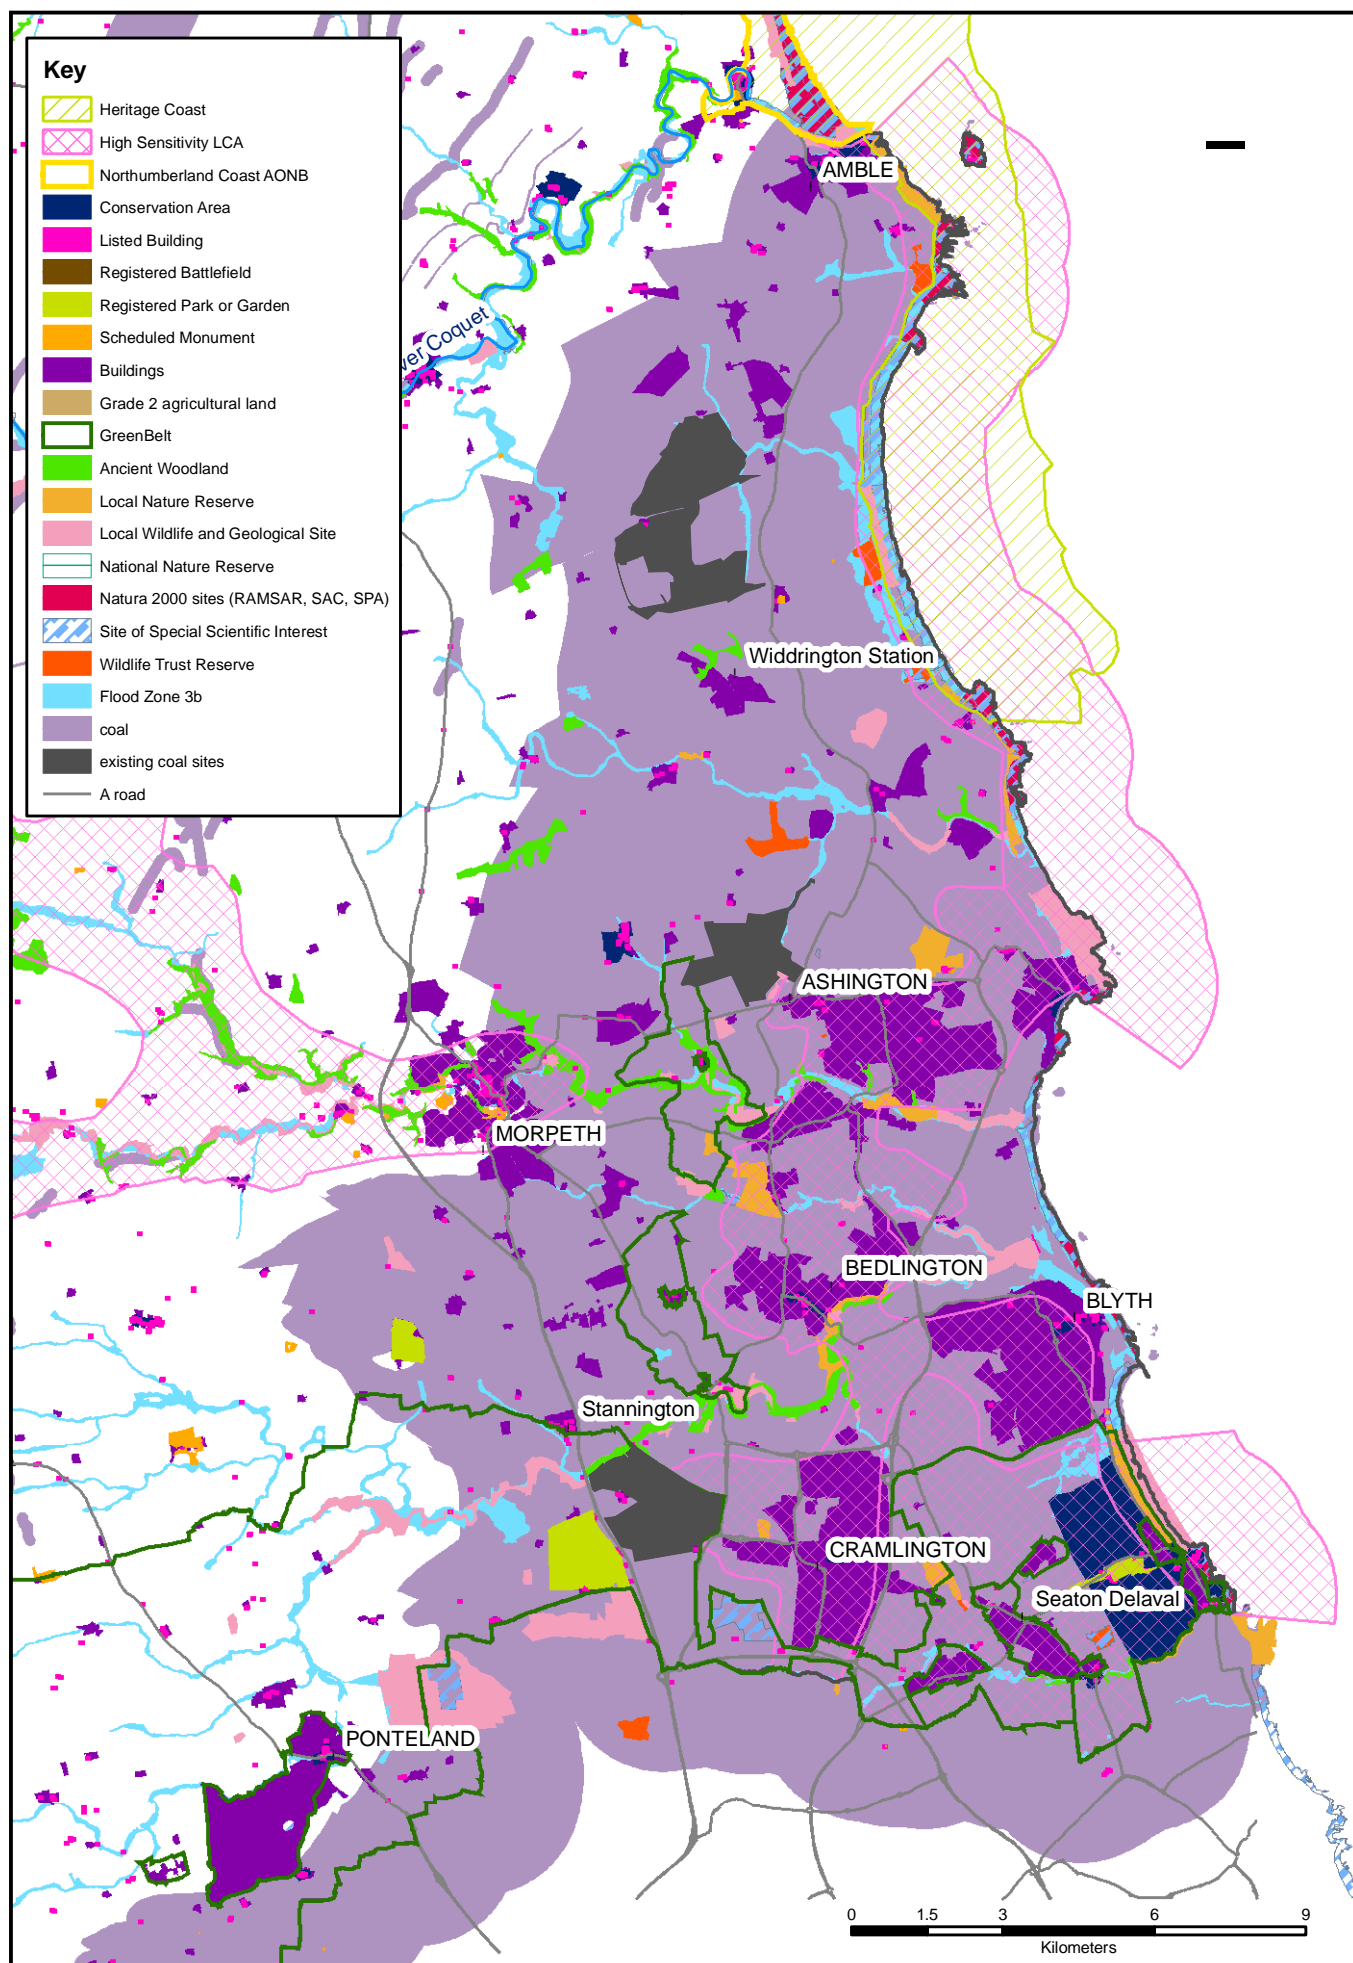 Key
Heritage Coast
High Sensitivity LCA
Northumberland Coast AONB
Conservation Area
Listed Building
Registered Battlefield
Registered Park or Garden
Scheduled Monument
Buildings
Grade 2 agricultural land
GreenBelt
Ancient Woodland
Local Nature Reserve
Local Wildlife and Geological Site
National Nature Reserve
Natura 2000 sites (RAMSAR, SAC, SPA)
Site of Special Scientific Interest
Wildlife Trust Reserve
Flood Zone 3b
coal
existing coal sites
A road
AMBLE
ver Coquet
Widdrington Station
ASHINGTON
MORPETH
BEDLINGTON
BLYTH
Stannington
CRAMLINGTON
Seaton Delaval
PONTELAND
0 1.5 3 6 9
Kilometers